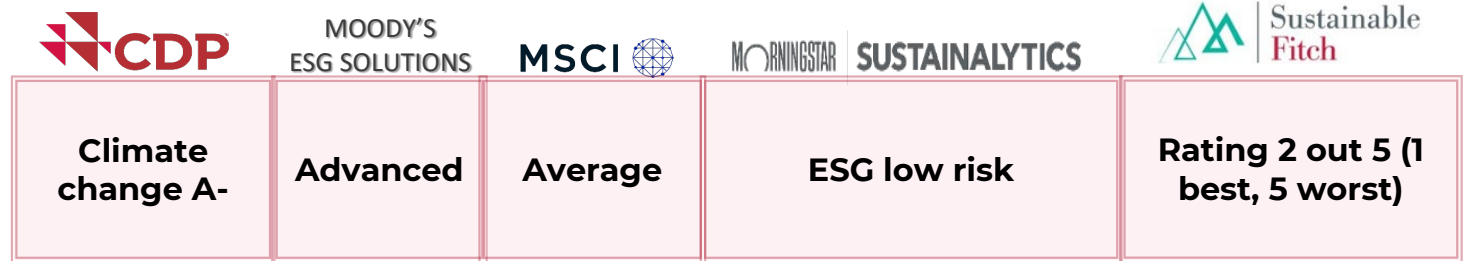 CDP
MOODY'S
ESG SOLUTIONS
MSCI
MORNINGSTAR SUSTAINALYTICS
Sustainable
Fitch
Climate
change A-
Advanced
Average
ESG low risk
Rating 2 out 5 (1
best, 5 worst)